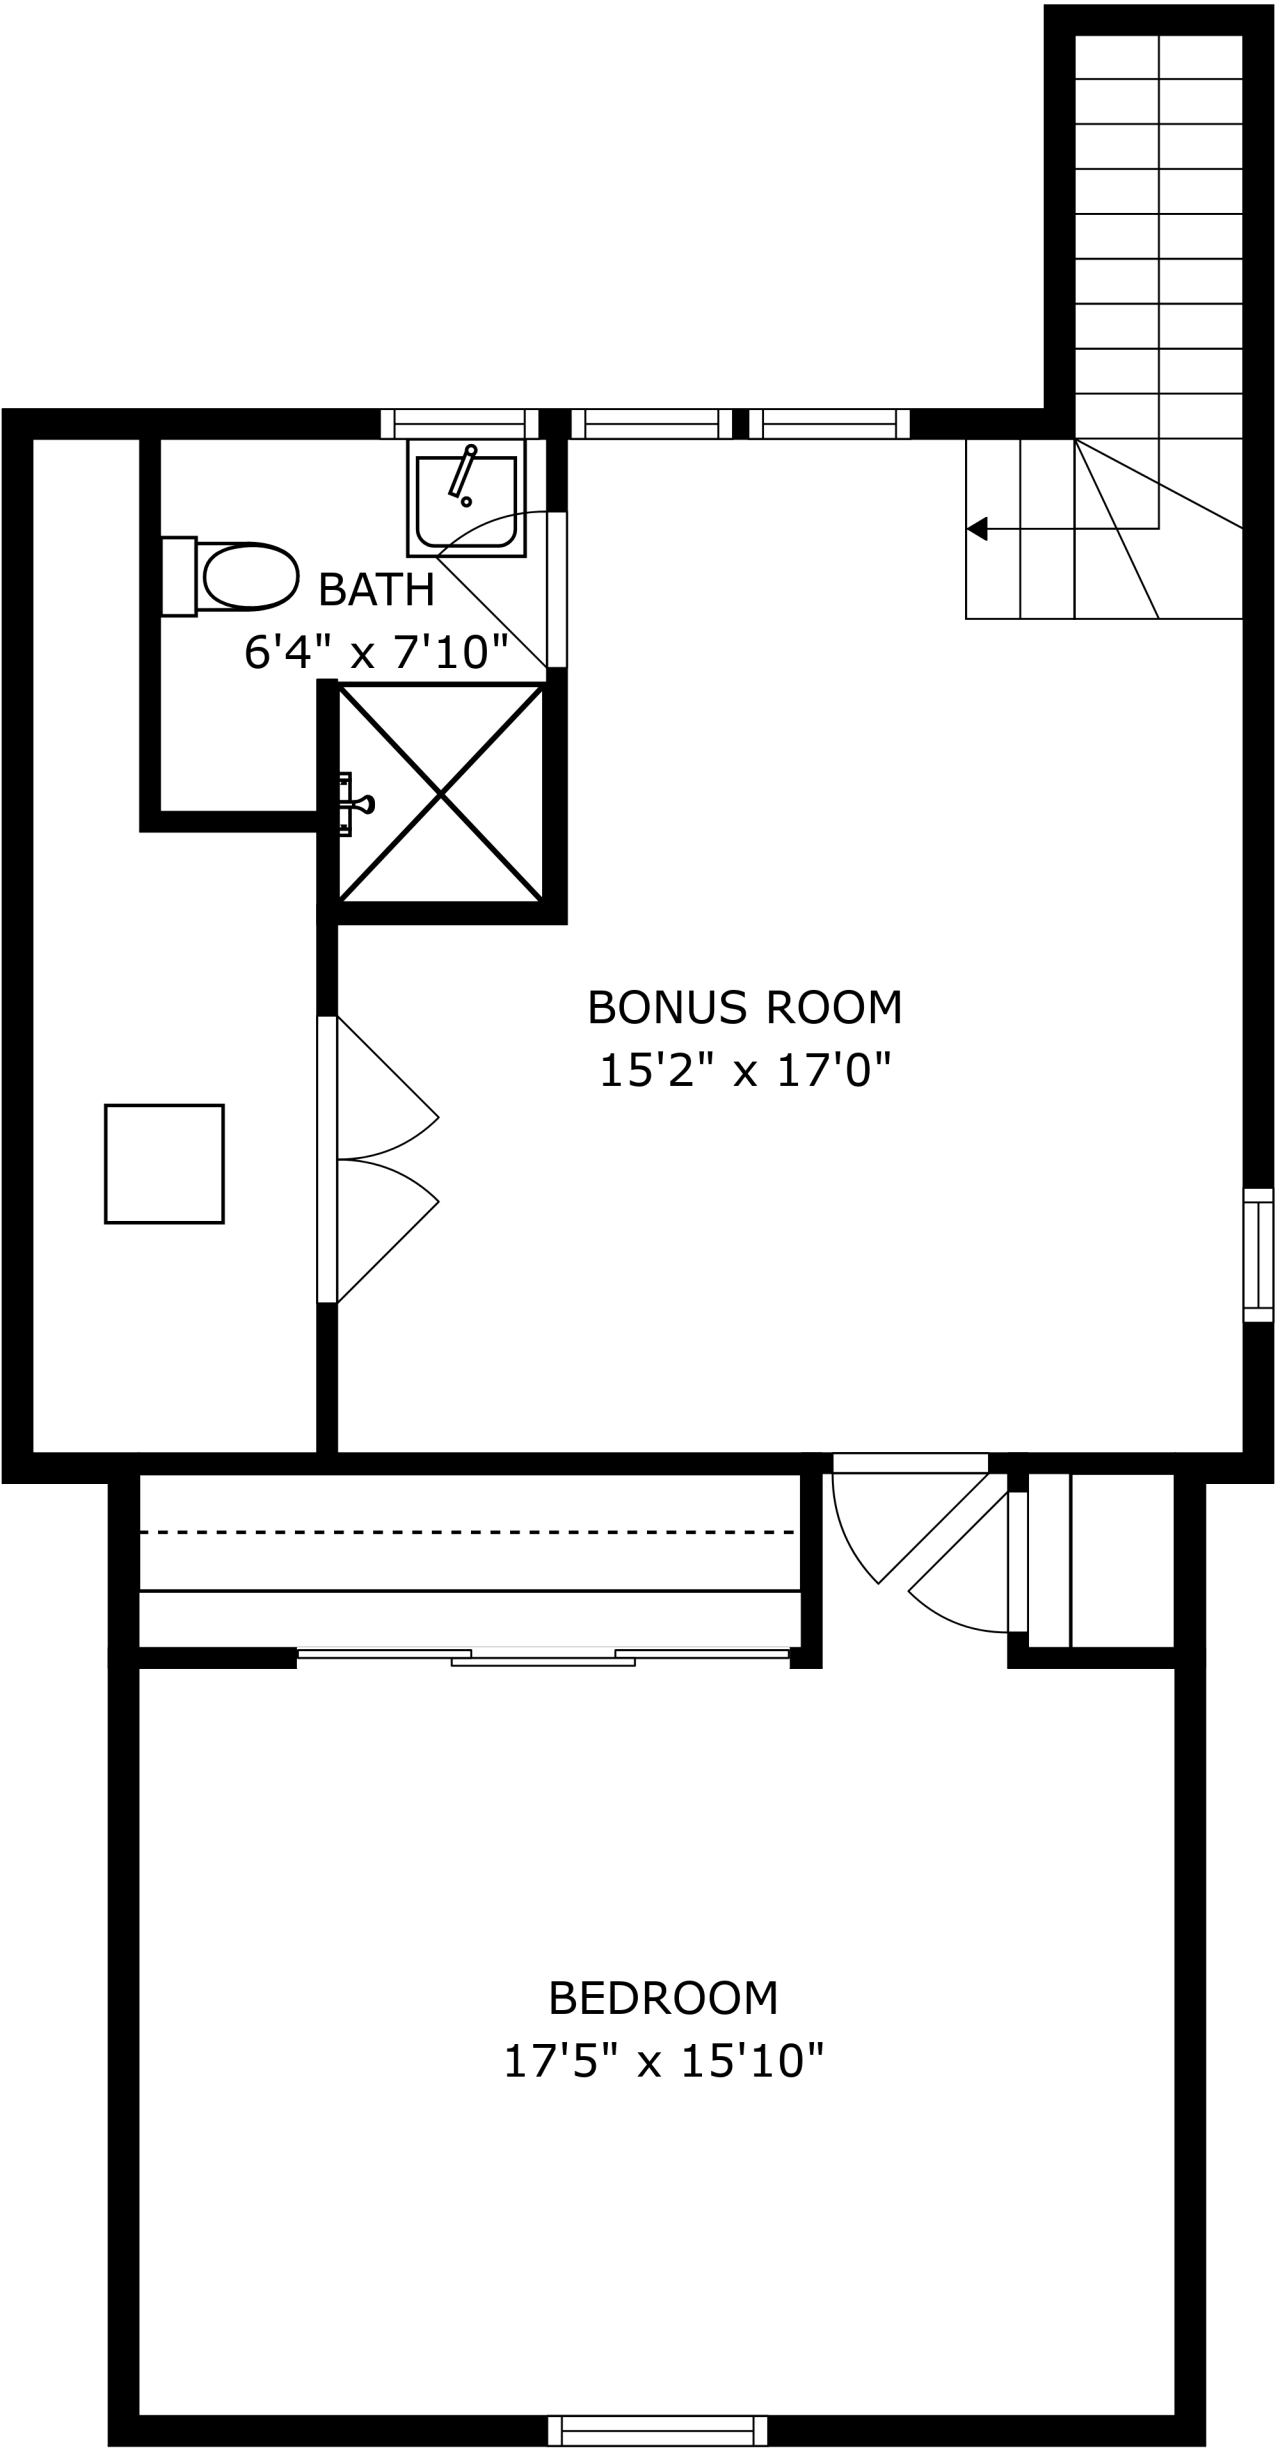 BATH
6'4" x 7'10"
BONUS ROOM
15'2" x 17'0"
BEDROOM
17'5" x 15'10"